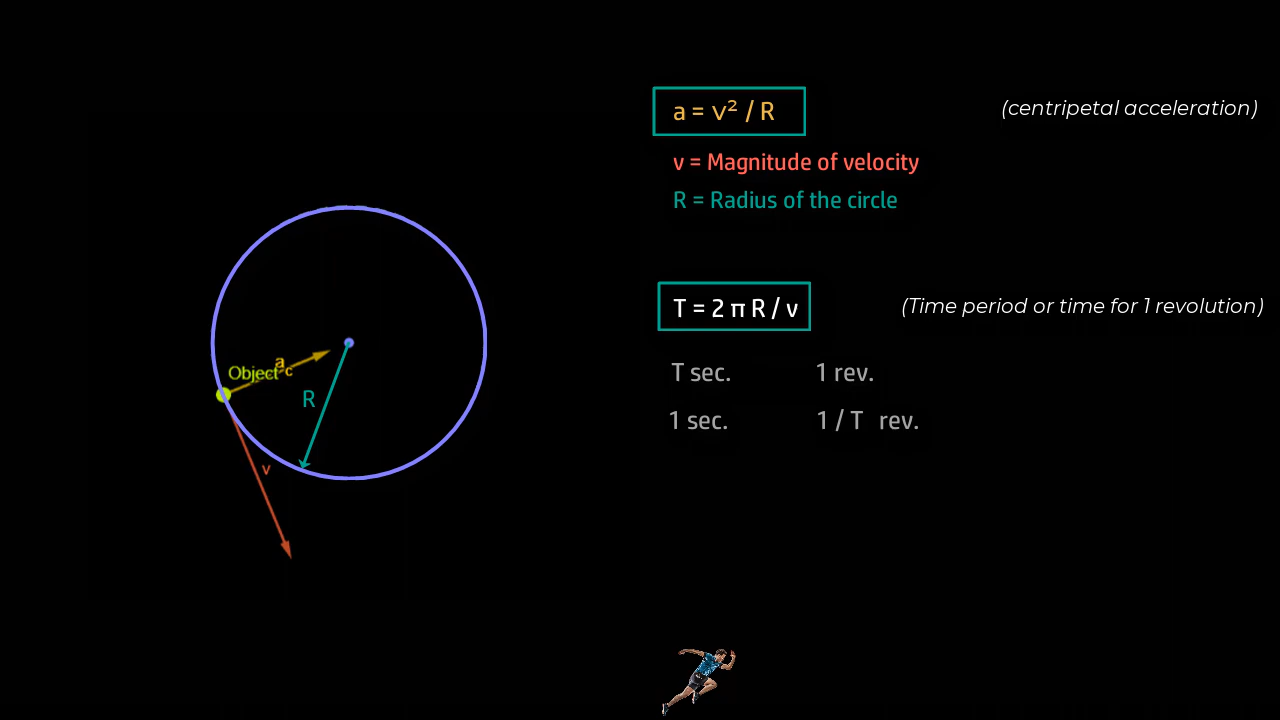 a = v² / R
(centripetal acceleration)
v = Magnitude of velocity
R = Radius of the circle
T = 2 π R / v
(Time period or time for 1 revolution)
T sec. 1 rev.
1 sec. 1 / T rev.
Object
a c
R
v